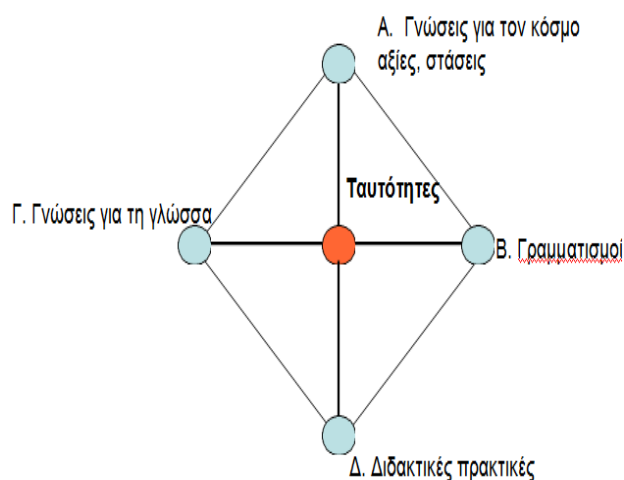 Α. Γνώσεις για τον κόσμο
αξίες, στάσεις
Ταυτότητες
Γ. Γνώσεις για τη γλώσσα
Β. Γραμματισμοί
Δ. Διδακτικές πρακτικές